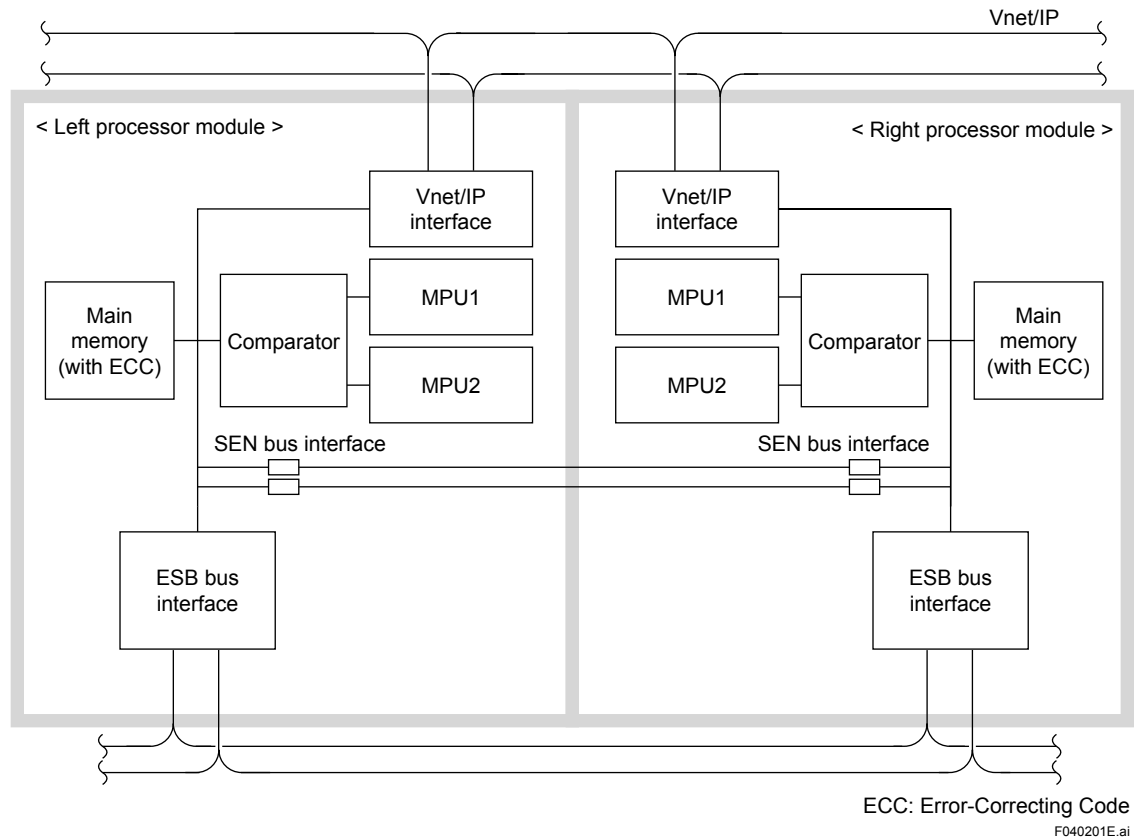 Vnet/IP
< Left processor module >
< Right processor module >
Vnet/IP
interface
Vnet/IP
interface
MPU1
MPU1
Main
memory
(with ECC)
Comparator
Comparator
Main
memory
(with ECC)
MPU2
MPU2
SEN bus interface
SEN bus interface
ESB bus
interface
ESB bus
interface
ECC: Error-Correcting Code
F040201E.ai